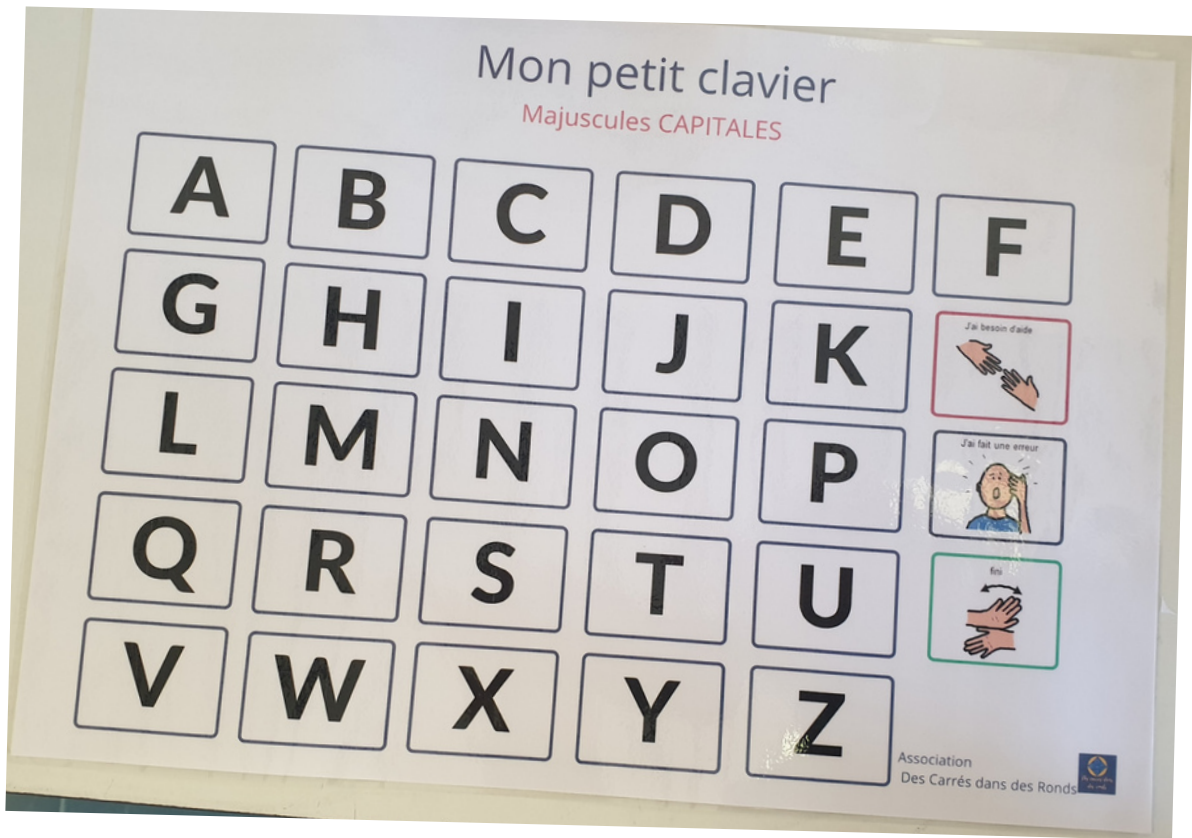 Mon petit clavier
Majuscules CAPITALES
A B C D E F
G H I J K J'ai besoin d'aide
L M N O P J'ai fait une erreur
Q R S T U fini
V W X Y Z
Association
Des Carrés dans des Ronds